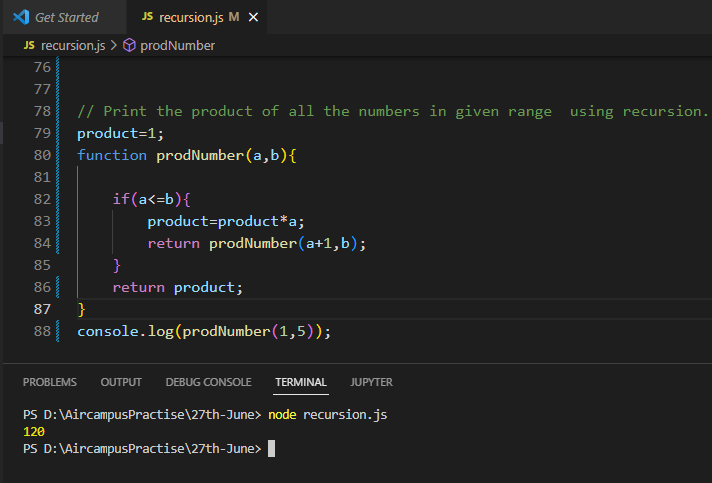 Get Started JS recursion.js M ×
JS recursion.js > prodNumber
76
77
78 // Print the product of all the numbers in given range  using recursion.
79 product=1;
80 function prodNumber(a,b){
81
82     if(a<=b){
83         product=product*a;
84         return prodNumber(a+1,b);
85     }
86     return product;
87 }
88 console.log(prodNumber(1,5));
PROBLEMS OUTPUT DEBUG CONSOLE TERMINAL JUPYTER
PS D:\AircampusPractise\27th-June> node recursion.js
120
PS D:\AircampusPractise\27th-June>